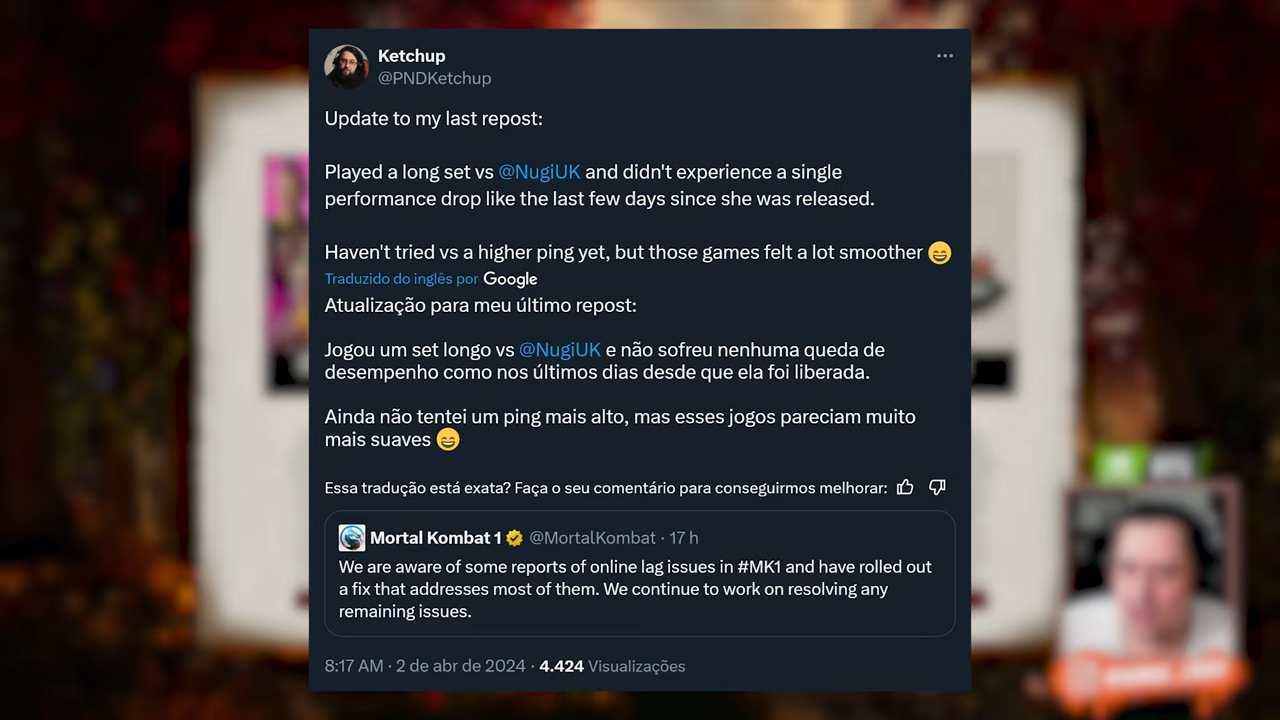 Ketchup
@PNDKetchup
Update to my last repost:
Played a long set vs @NugiUK and didn't experience a single
performance drop like the last few days since she was released.
Haven't tried vs a higher ping yet, but those games felt a lot smoother 😄
Traduzido do inglês por Google
Atualização para meu último repost:
Jogou um set longo vs @NugiUK e não sofreu nenhuma queda de
desempenho como nos últimos dias desde que ela foi liberada.
Ainda não tentei um ping mais alto, mas esses jogos pareciam muito
mais suaves 😄
Essa tradução está exata? Faça o seu comentário para conseguirmos melhorar:
Mortal Kombat 1 @MortalKombat · 17 h
We are aware of some reports of online lag issues in #MK1 and have rolled out
a fix that addresses most of them. We continue to work on resolving any
remaining issues.
8:17 AM · 2 de abr de 2024 · 4.424 Visualizações